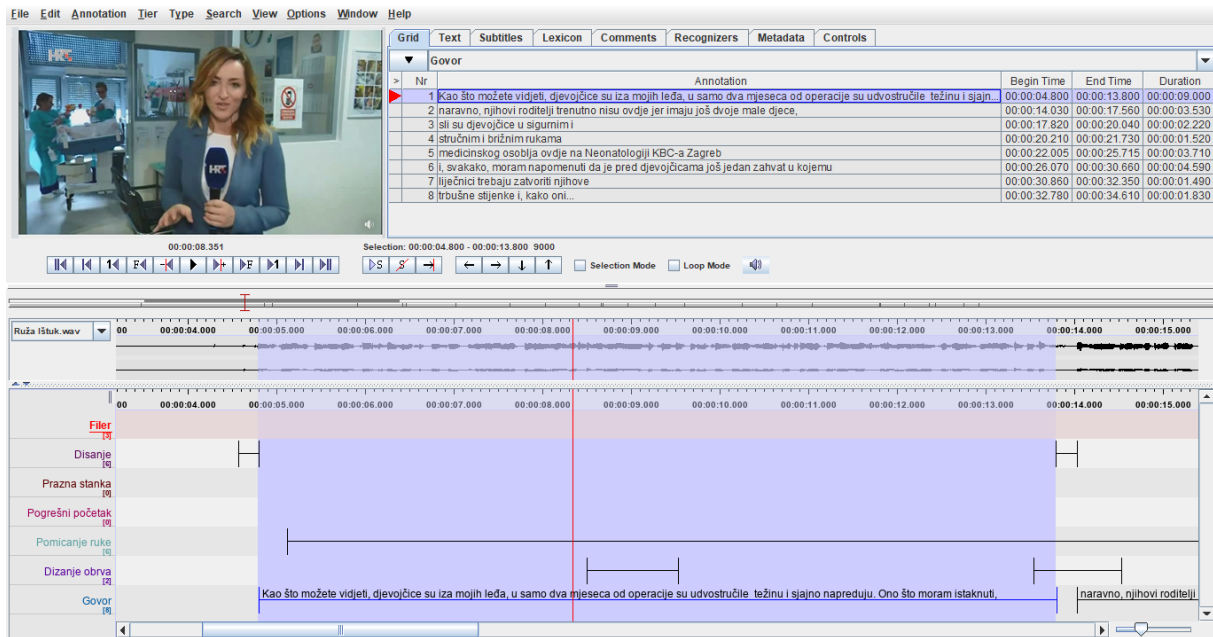 File Edit Annotation Tier Type Search View Options Window Help
HRT
HRT
Grid Text Subtitles Lexicon Comments Recognizers Metadata Controls
Govor
> Nr Annotation Begin Time End Time Duration
1 Kao što možete vidjeti, djevojčice su iza mojih leđa, u samo dva mjeseca od operacije su udvostručile težinu i sjajn... 00:00:04.800 00:00:13.800 00:00:09.000
2 naravno, njihovi roditelji trenutno nisu ovdje jer imaju još dvoje male djece, 00:00:14.030 00:00:17.560 00:00:03.530
3 sli su djevojčice u sigurnim i 00:00:17.820 00:00:20.040 00:00:02.220
4 stručnim i brižnim rukama 00:00:20.210 00:00:21.730 00:00:01.520
5 medicinskog osoblja ovdje na Neonatologiji KBC-a Zagreb 00:00:22.005 00:00:25.715 00:00:03.710
6 i, svakako, moram napomenuti da je pred djevojčicama još jedan zahvat u kojemu 00:00:26.070 00:00:30.660 00:00:04.590
7 liječnici trebaju zatvoriti njihove 00:00:30.860 00:00:32.350 00:00:01.490
8 trbušne stijenke i, kako oni... 00:00:32.780 00:00:34.610 00:00:01.830
00:00:08.351
Selection: 00:00:04.800 - 00:00:13.800 9000
1 F F 1 S S Selection Mode Loop Mode
Ruža Ištuk.wav 00 00:00:04.000 00:00:05.000 00:00:06.000 00:00:07.000 00:00:08.000 00:00:09.000 00:00:10.000 00:00:11.000 00:00:12.000 00:00:13.000 00:00:14.000 00:00:15.000
00 00:00:04.000 00:00:05.000 00:00:06.000 00:00:07.000 00:00:08.000 00:00:09.000 00:00:10.000 00:00:11.000 00:00:12.000 00:00:13.000 00:00:14.000 00:00:15.000
Filer
[3]
Disanje
[6]
Prazna stanka
[0]
Pogrešni početak
[0]
Pomicanje ruke
[6]
Dizanje obrva
[2]
Govor
[8]
Kao što možete vidjeti, djevojčice su iza mojih leđa, u samo dva mjeseca od operacije su udvostručile težinu i sjajno napreduju. Ono što moram istaknuti,
naravno, njihovi roditelji